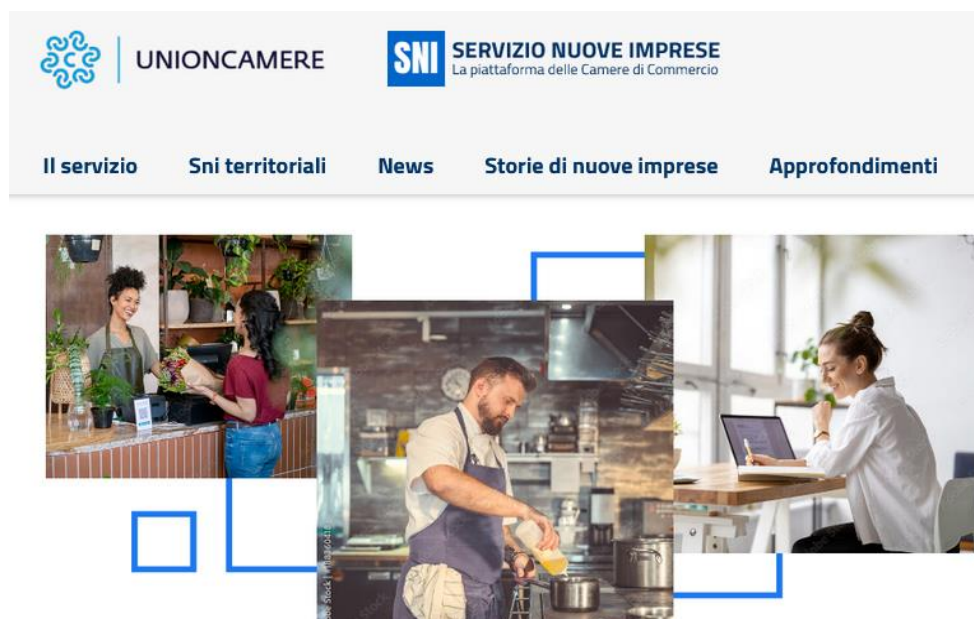 UNIONCAMERE
SNI
SERVIZIO NUOVE IMPRESE
La piattaforma delle Camere di Commercio
Il servizio
Sni territoriali
News
Storie di nuove imprese
Approfondimenti